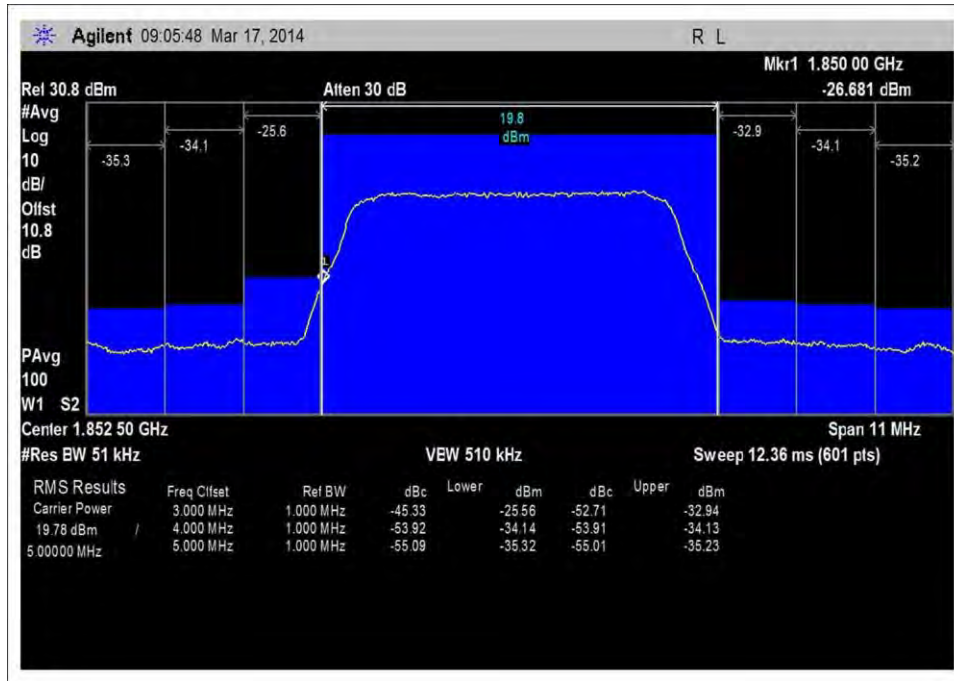 Agilent 09:05:48 Mar 17, 2014 R L
Mkr1 1.850 00 GHz
Ref 30.8 dBm Atten 30 dB -26.681 dBm
#Avg
Log
10
dB/
Offst
10.8
dB
-35.3 -34.1 -25.6 19.8 dBm -32.9 -34.1 -35.2
PAvg
100
W1 S2
Center 1.852 50 GHz Span 11 MHz
#Res BW 51 kHz VBW 510 kHz Sweep 12.36 ms (601 pts)
RMS Results Freq Offset Ref BW dBc Lower dBm dBc Upper dBm
Carrier Power 3.000 MHz 1.000 MHz -45.33 -25.56 -52.71 -32.94
19.78 dBm / 4.000 MHz 1.000 MHz -53.92 -34.14 -53.91 -34.13
5.00000 MHz 5.000 MHz 1.000 MHz -55.09 -35.32 -55.01 -35.23